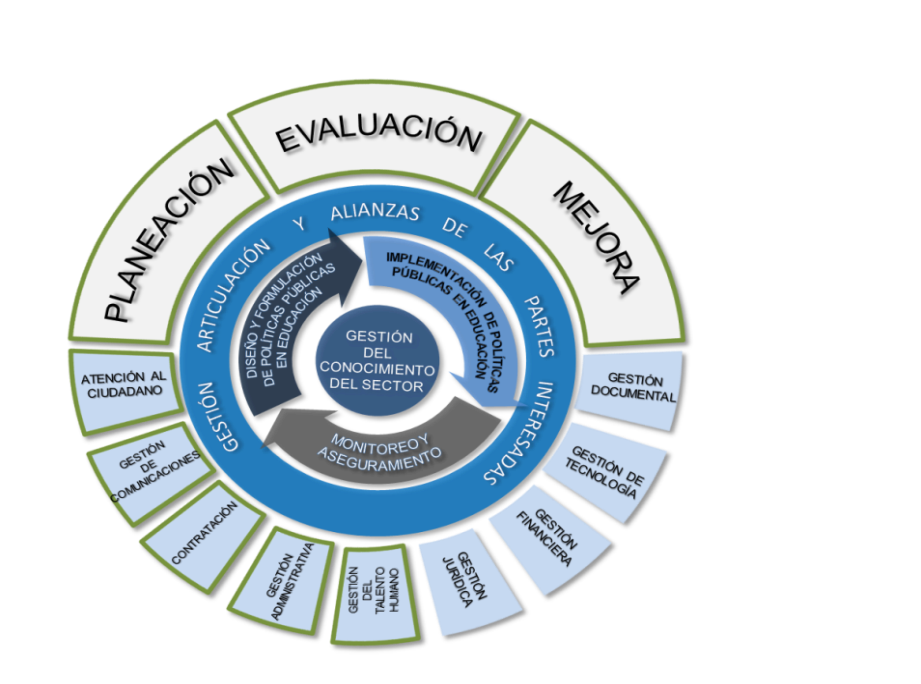 PLANEACIÓN
EVALUACIÓN
MEJORA
GESTIÓN ARTICULACIÓN Y ALIANZAS DE LAS PARTES INTERESADAS
DISEÑO Y FORMULACIÓN
DE POLÍTICAS PÚBLICAS
EN EDUCACIÓN
IMPLEMENTACIÓN DE POLÍTICAS
PÚBLICAS EN EDUCACIÓN
MONITOREO Y
ASEGURAMIENTO
GESTIÓN
DEL
CONOCIMIENTO
DEL SECTOR
ATENCIÓN AL
CIUDADANO
GESTIÓN
DE
COMUNICACIONES
CONTRATACIÓN
GESTIÓN
ADMINISTRATIVA
GESTIÓN
DEL
TALENTO
HUMANO
GESTIÓN
JURÍDICA
GESTIÓN
FINANCIERA
GESTIÓN DE
TECNOLOGÍA
GESTIÓN
DOCUMENTAL